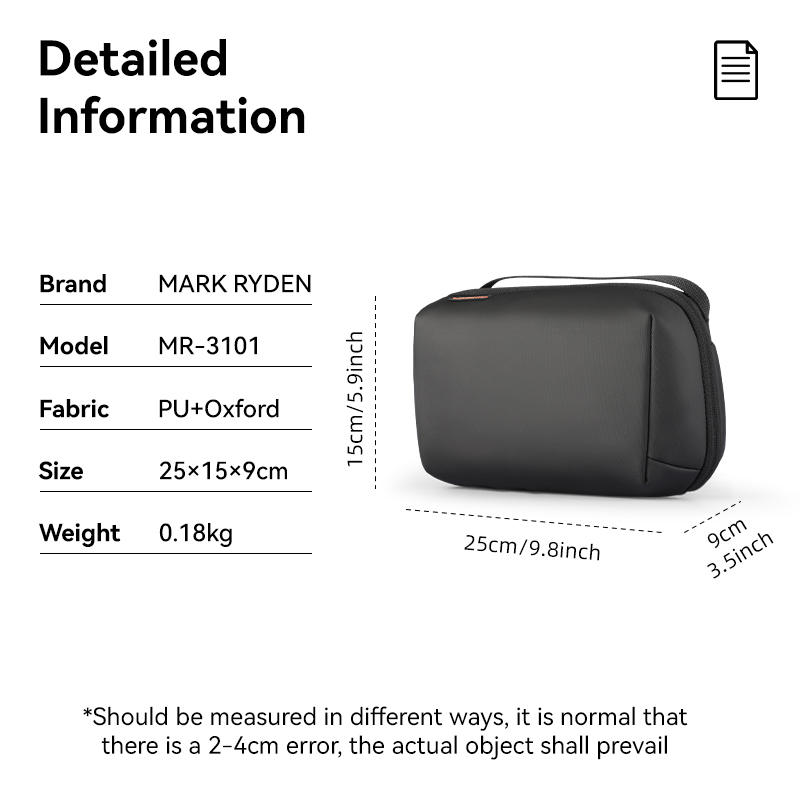 Detailed
Information
Brand MARK RYDEN
Model MR-3101
Fabric PU+Oxford
Size 25×15×9cm
Weight 0.18kg
15cm/5.9inch
25cm/9.8inch
9cm
3.5inch
*Should be measured in different ways, it is normal that
there is a 2-4cm error, the actual object shall prevail